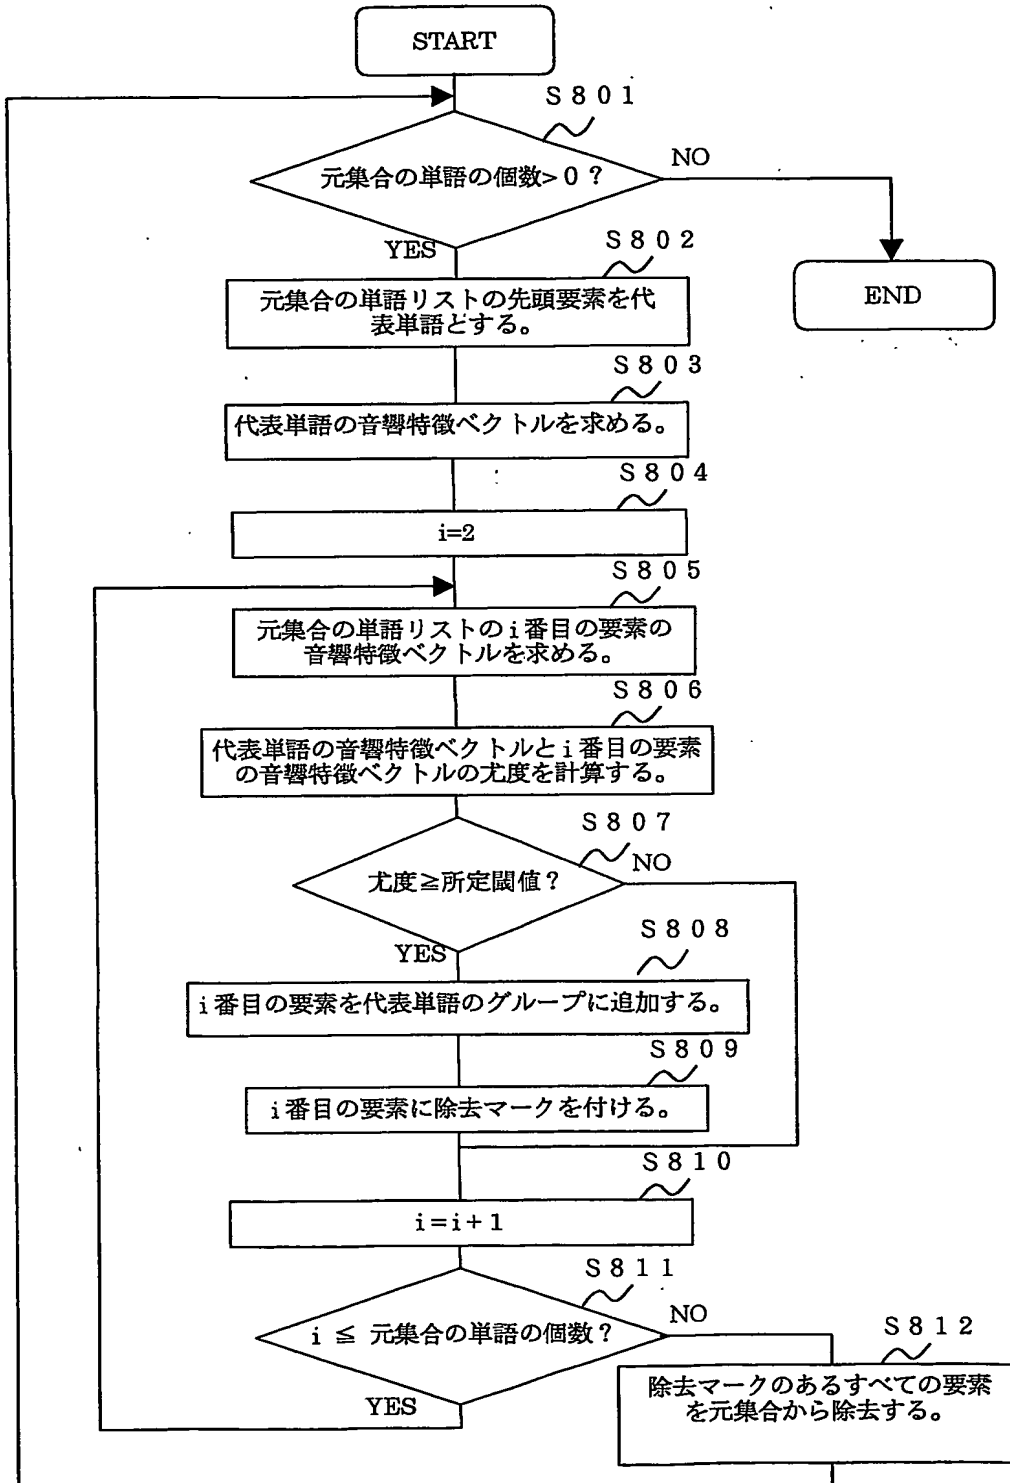 START
S801
元集合の単語の個数>0?
NO
YES
END
S802
元集合の単語リストの先頭要素を代
表単語とする。
S803
代表単語の音響特徴ベクトルを求める。
S804
i=2
S805
元集合の単語リストのi番目の要素の
音響特徴ベクトルを求める。
S806
代表単語の音響特徴ベクトルとi番目の要素
の音響特徴ベクトルの尤度を計算する。
S807
尤度≧所定閾値?
NO
YES
S808
i番目の要素を代表単語のグループに追加する。
S809
i番目の要素に除去マークを付ける。
S810
i=i+1
S811
i ≦ 元集合の単語の個数?
NO
YES
S812
除去マークのあるすべての要素
を元集合から除去する。